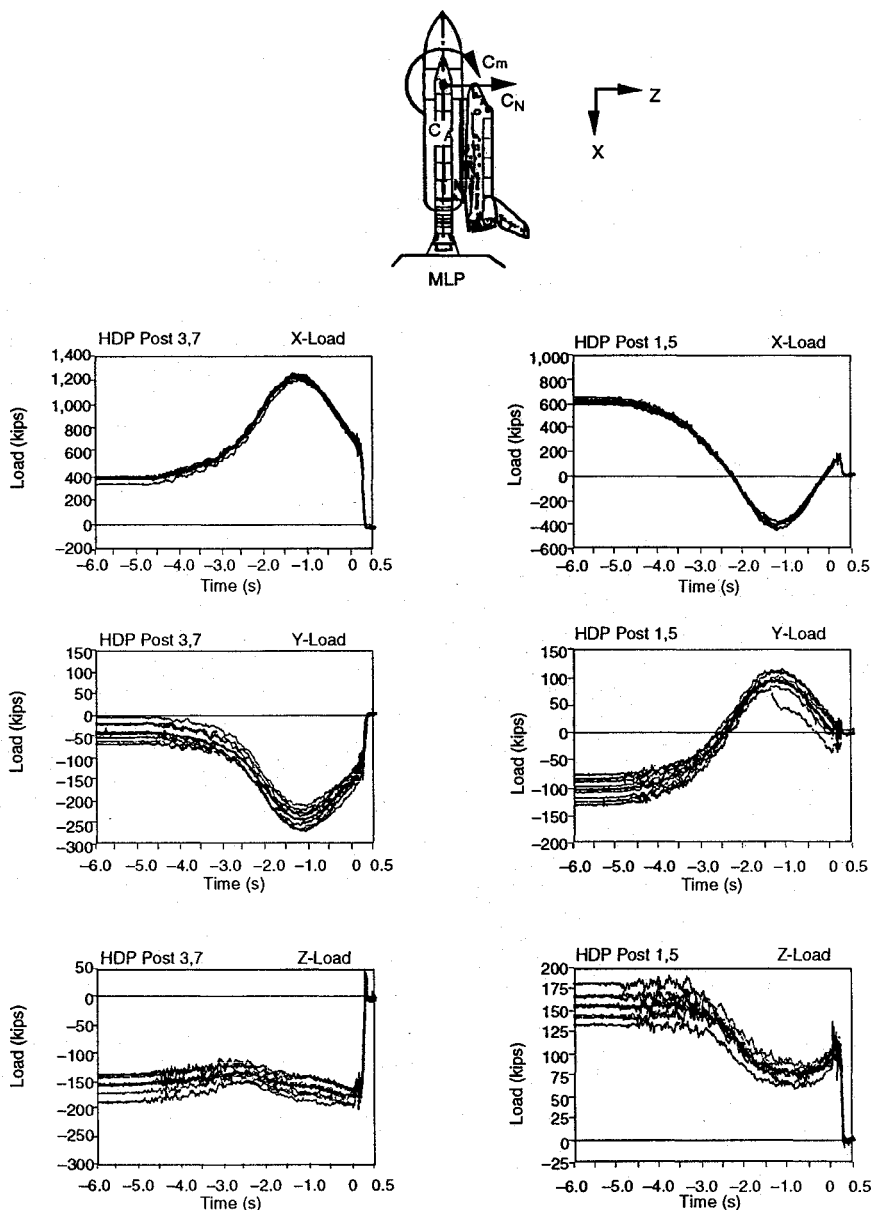 Cm
CN
CA
Z
X
MLP
HDP Post 3,7 X-Load
1,400
1,200
1,000
800
600
400
200
0
−200
Load (kips)
−6.0 −5.0 −4.0 −3.0 −2.0 −1.0 0 0.5
Time (s)
HDP Post 1,5 X-Load
1,000
800
600
400
200
0
−200
−400
−600
Load (kips)
−6.0 −5.0 −4.0 −3.0 −2.0 −1.0 0 0.5
Time (s)
HDP Post 3,7 Y-Load
150
100
50
0
−50
−100
−150
−200
−250
−300
Load (kips)
−6.0 −5.0 −4.0 −3.0 −2.0 −1.0 0 0.5
Time (s)
HDP Post 1,5 Y-Load
150
100
50
0
−50
−100
−150
−200
Load (kips)
−6.0 −5.0 −4.0 −3.0 −2.0 −1.0 0 0.5
Time (s)
HDP Post 3,7 Z-Load
50
0
−50
−100
−150
−200
−250
−300
Load (kips)
−6.0 −5.0 −4.0 −3.0 −2.0 −1.0 0 0.5
Time (s)
HDP Post 1,5 Z-Load
200
175
150
125
100
75
50
25
0
−25
Load (kips)
−6.0 −5.0 −4.0 −3.0 −2.0 −1.0 0 0.5
Time (s)